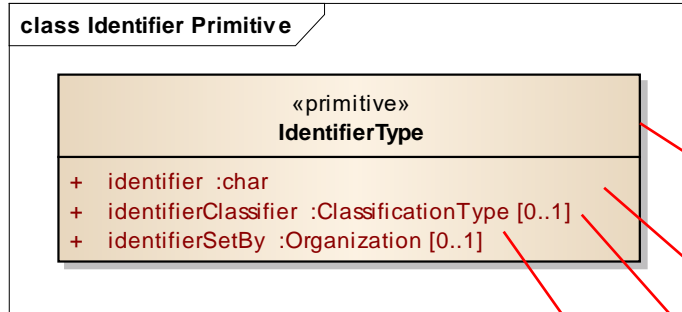 class Identifier Primitive
«primitive»
IdentifierType
+ identifier :char
+ identifierClassifier :ClassificationType [0..1]
+ identifierSetBy :Organization [0..1]